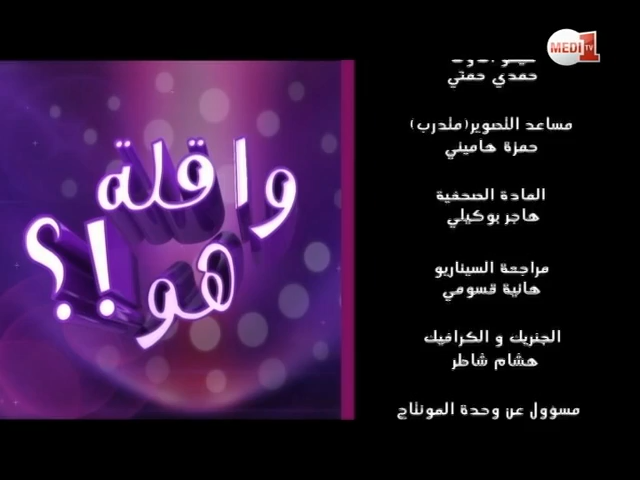 MEDI 1 TV
حمدي حمتي
مساعد التصوير(متدرب)
حمزة هاميني
المادة الصحفية
هاجر بوكيلي
مراجعة السيناريو
هانية قسومي
الجنريك و الكرافيك
هشام شاطر
مسؤول عن وحدة المونتاج
واقلة
هو!؟